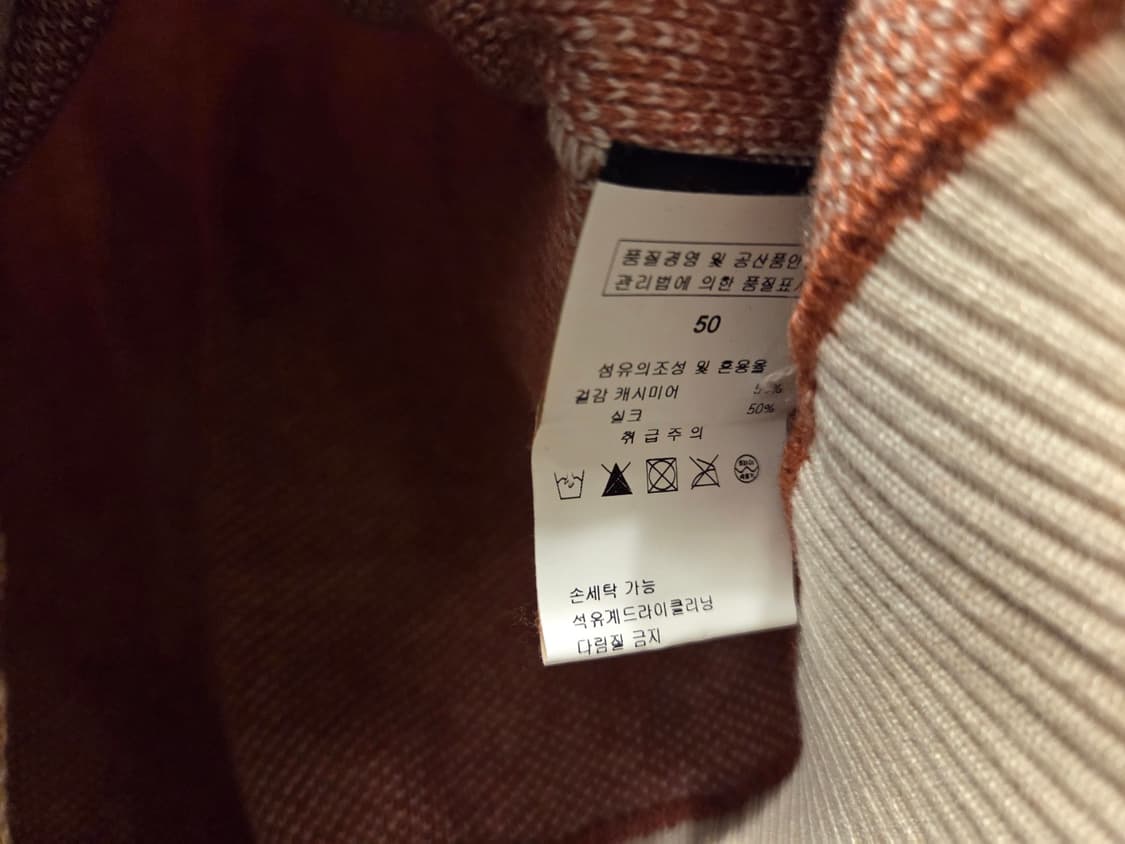 품질경영 및 공산품안
관리법에 의한 품질표
50
섬유의조성 및 혼용율
겉감 캐시미어
실크 50%
취급주의
손세탁 가능
석유계드라이클리닝
다림질 금지